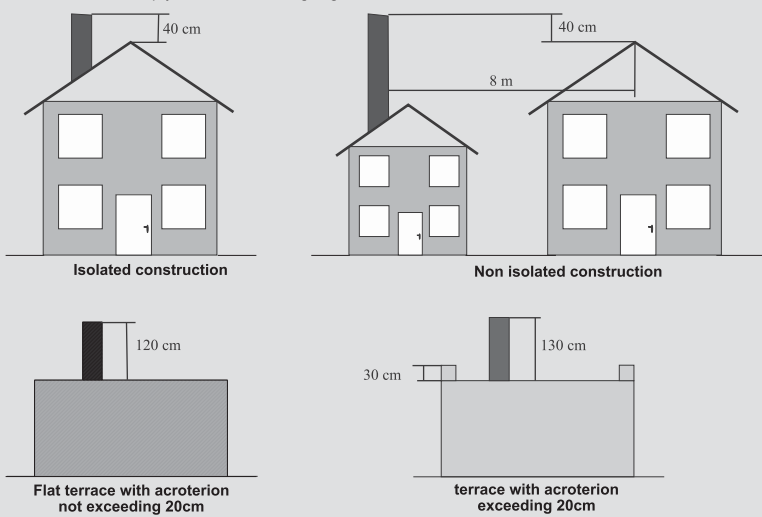 40 cm
40 cm
8 m
Isolated construction
Non isolated construction
120 cm
130 cm
30 cm
Flat terrace with acroterion
not exceeding 20cm
terrace with acroterion
exceeding 20cm